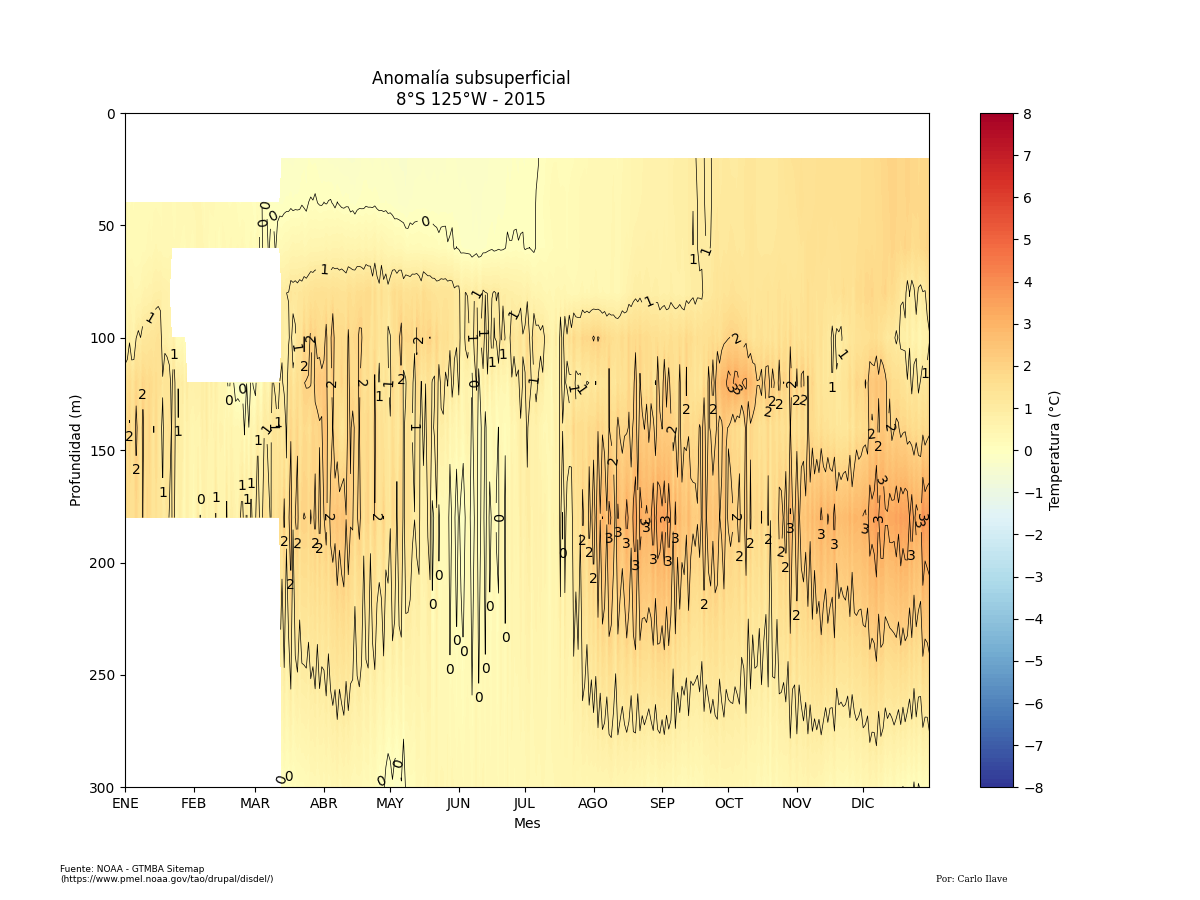 Anomalía subsuperficial
8°S 125°W - 2015
0
50
100
150
200
250
300
Profundidad (m)
ENE FEB MAR ABR MAY JUN JUL AGO SEP OCT NOV DIC
Mes
8
7
6
5
4
3
2
1
0
−1
−2
−3
−4
−5
−6
−7
−8
Temperatura (°C)
Fuente: NOAA - GTMBA Sitemap
(https://www.pmel.noaa.gov/tao/drupal/disdel/)
Por: Carlo Ilave